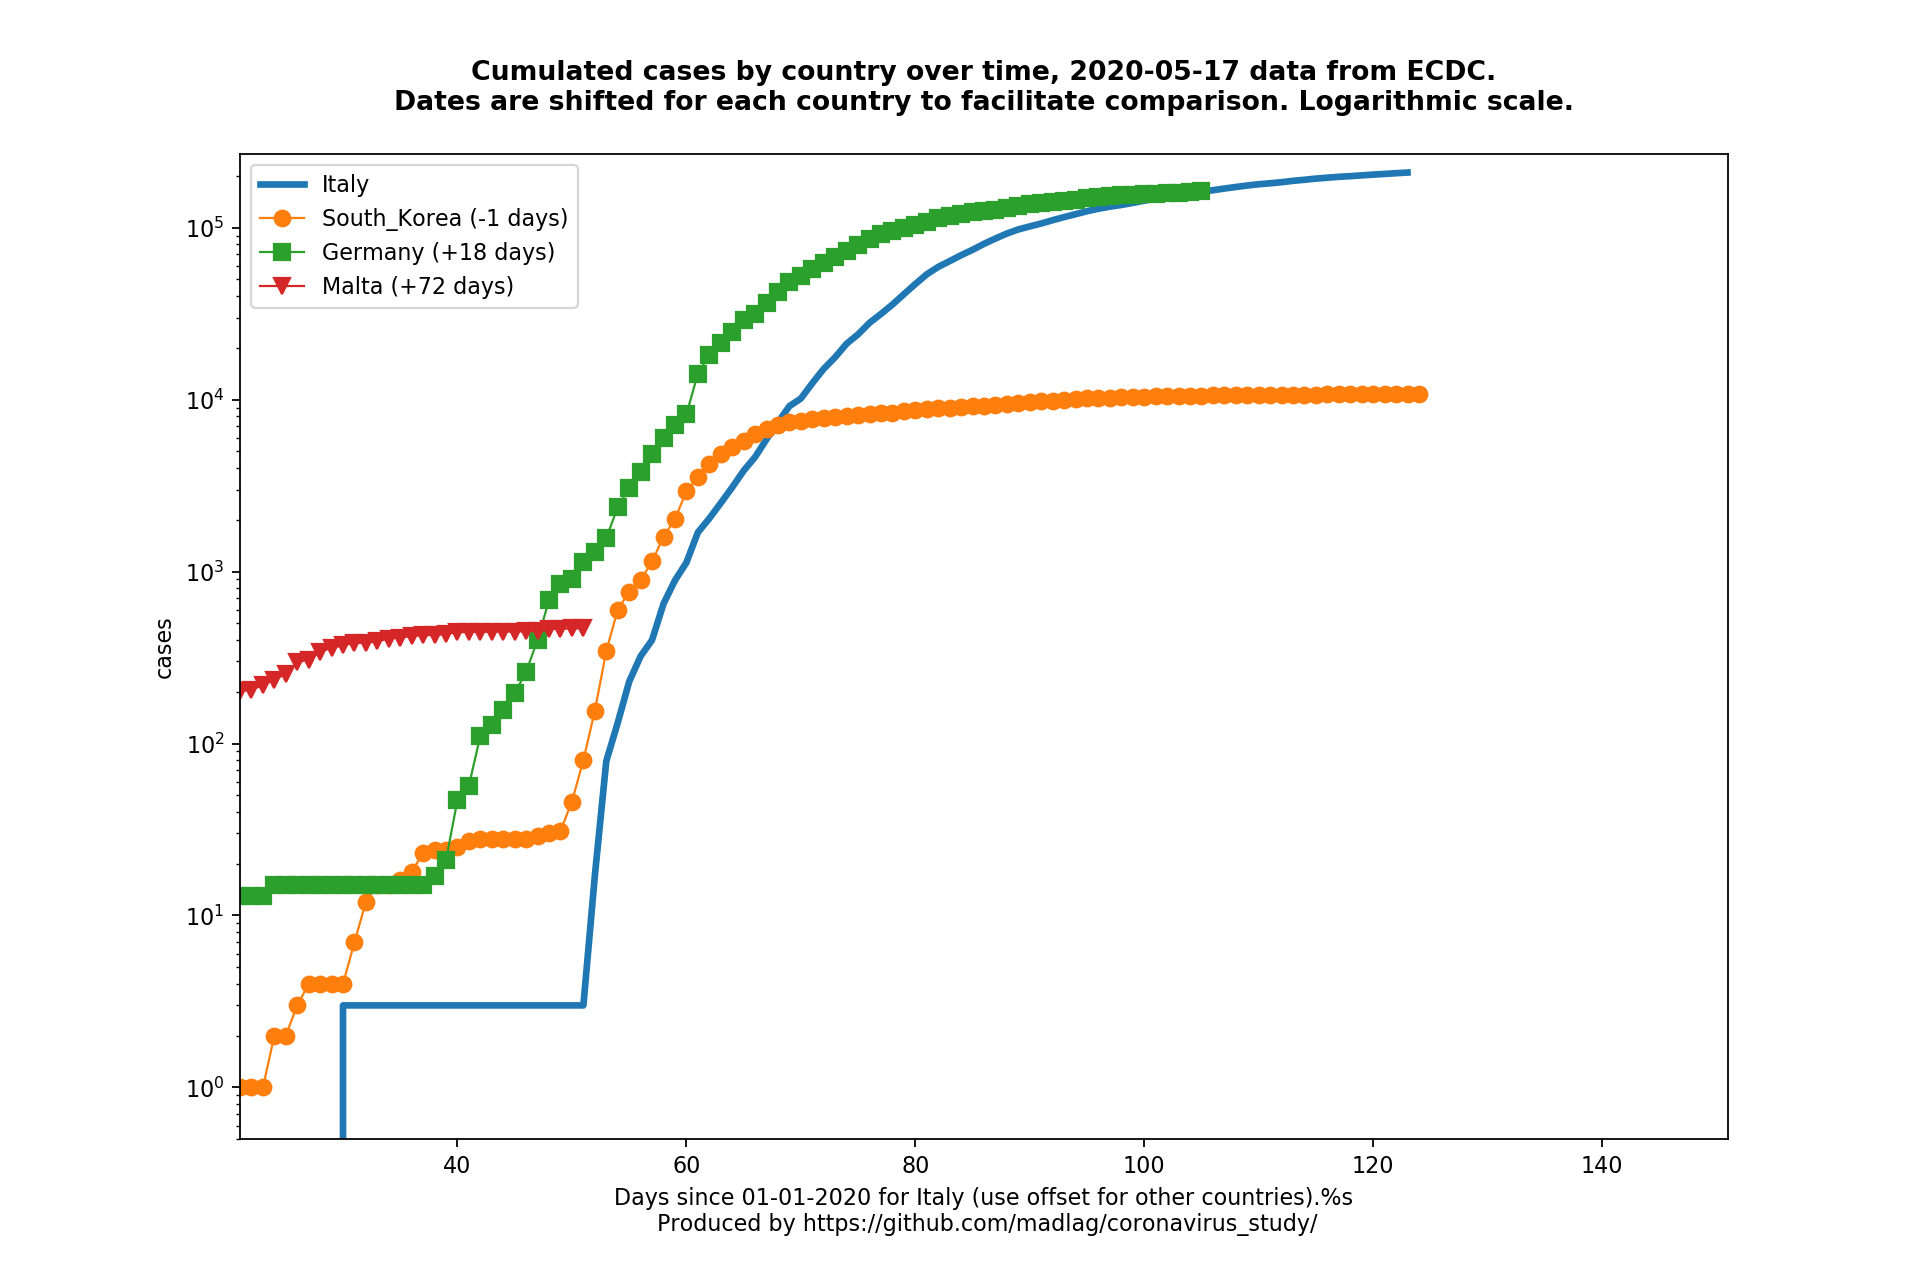 Cumulated cases by country over time, 2020-05-17 data from ECDC.
Dates are shifted for each country to facilitate comparison. Logarithmic scale.
Italy
South_Korea (-1 days)
Germany (+18 days)
Malta (+72 days)
10^5
10^4
10^3
10^2
10^1
10^0
cases
40 60 80 100 120 140
Days since 01-01-2020 for Italy (use offset for other countries).%s
Produced by https://github.com/madlag/coronavirus_study/